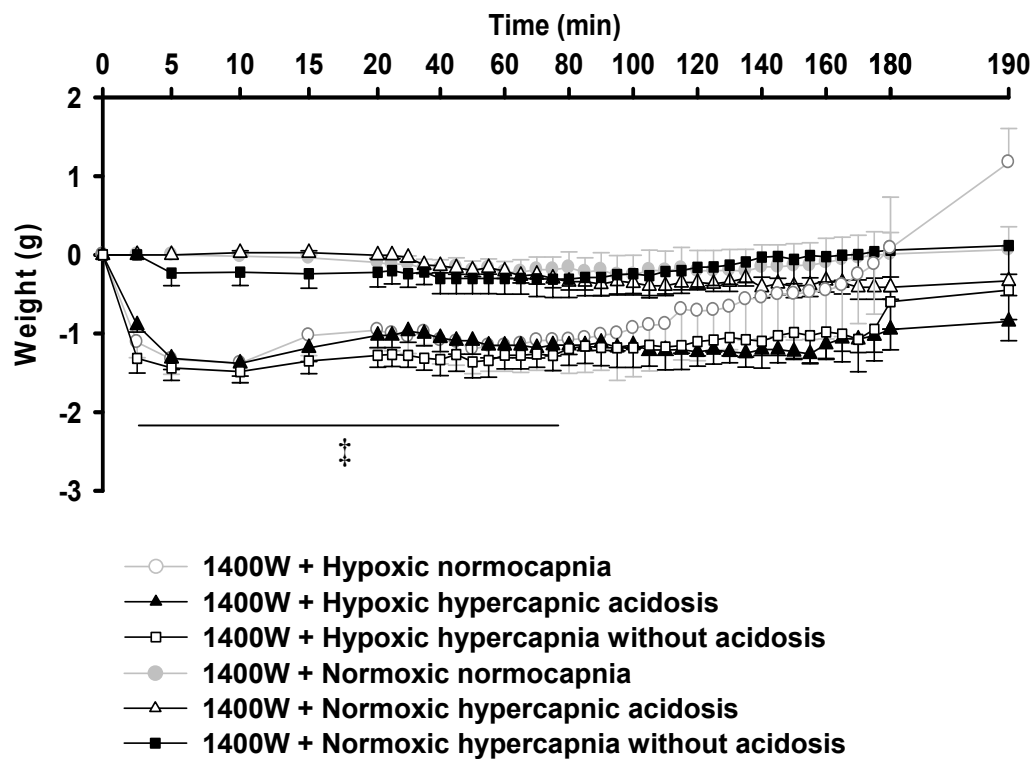 Time (min)
0 5 10 15 20 40 60 80 100 120 140 160 180 190
2
1
0
-1
-2
-3
Weight (g)
‡
1400W + Hypoxic normocapnia
1400W + Hypoxic hypercapnic acidosis
1400W + Hypoxic hypercapnia without acidosis
1400W + Normoxic normocapnia
1400W + Normoxic hypercapnic acidosis
1400W + Normoxic hypercapnia without acidosis